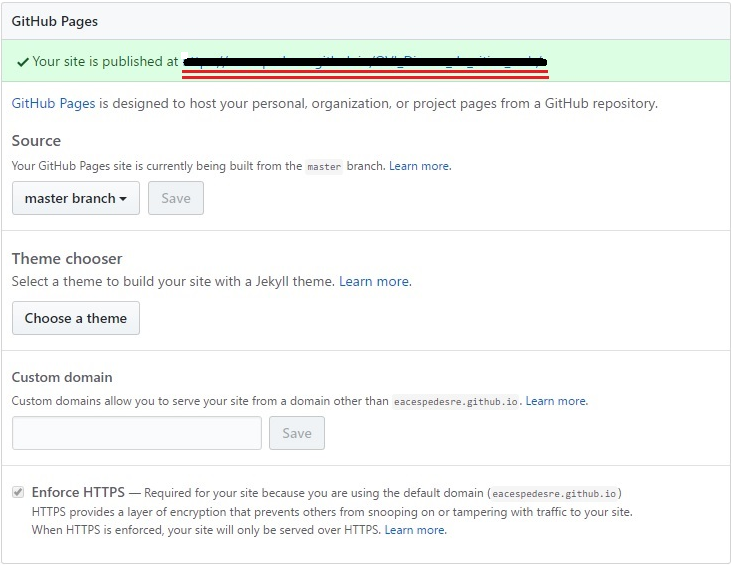 GitHub Pages
Your site is published at
GitHub Pages is designed to host your personal, organization, or project pages from a GitHub repository.
Source
Your GitHub Pages site is currently being built from the master branch. Learn more.
master branch Save
Theme chooser
Select a theme to build your site with a Jekyll theme. Learn more.
Choose a theme
Custom domain
Custom domains allow you to serve your site from a domain other than eacespedesre.github.io. Learn more.
Save
Enforce HTTPS — Required for your site because you are using the default domain (eacespedesre.github.io)
HTTPS provides a layer of encryption that prevents others from snooping on or tampering with traffic to your site.
When HTTPS is enforced, your site will only be served over HTTPS. Learn more.